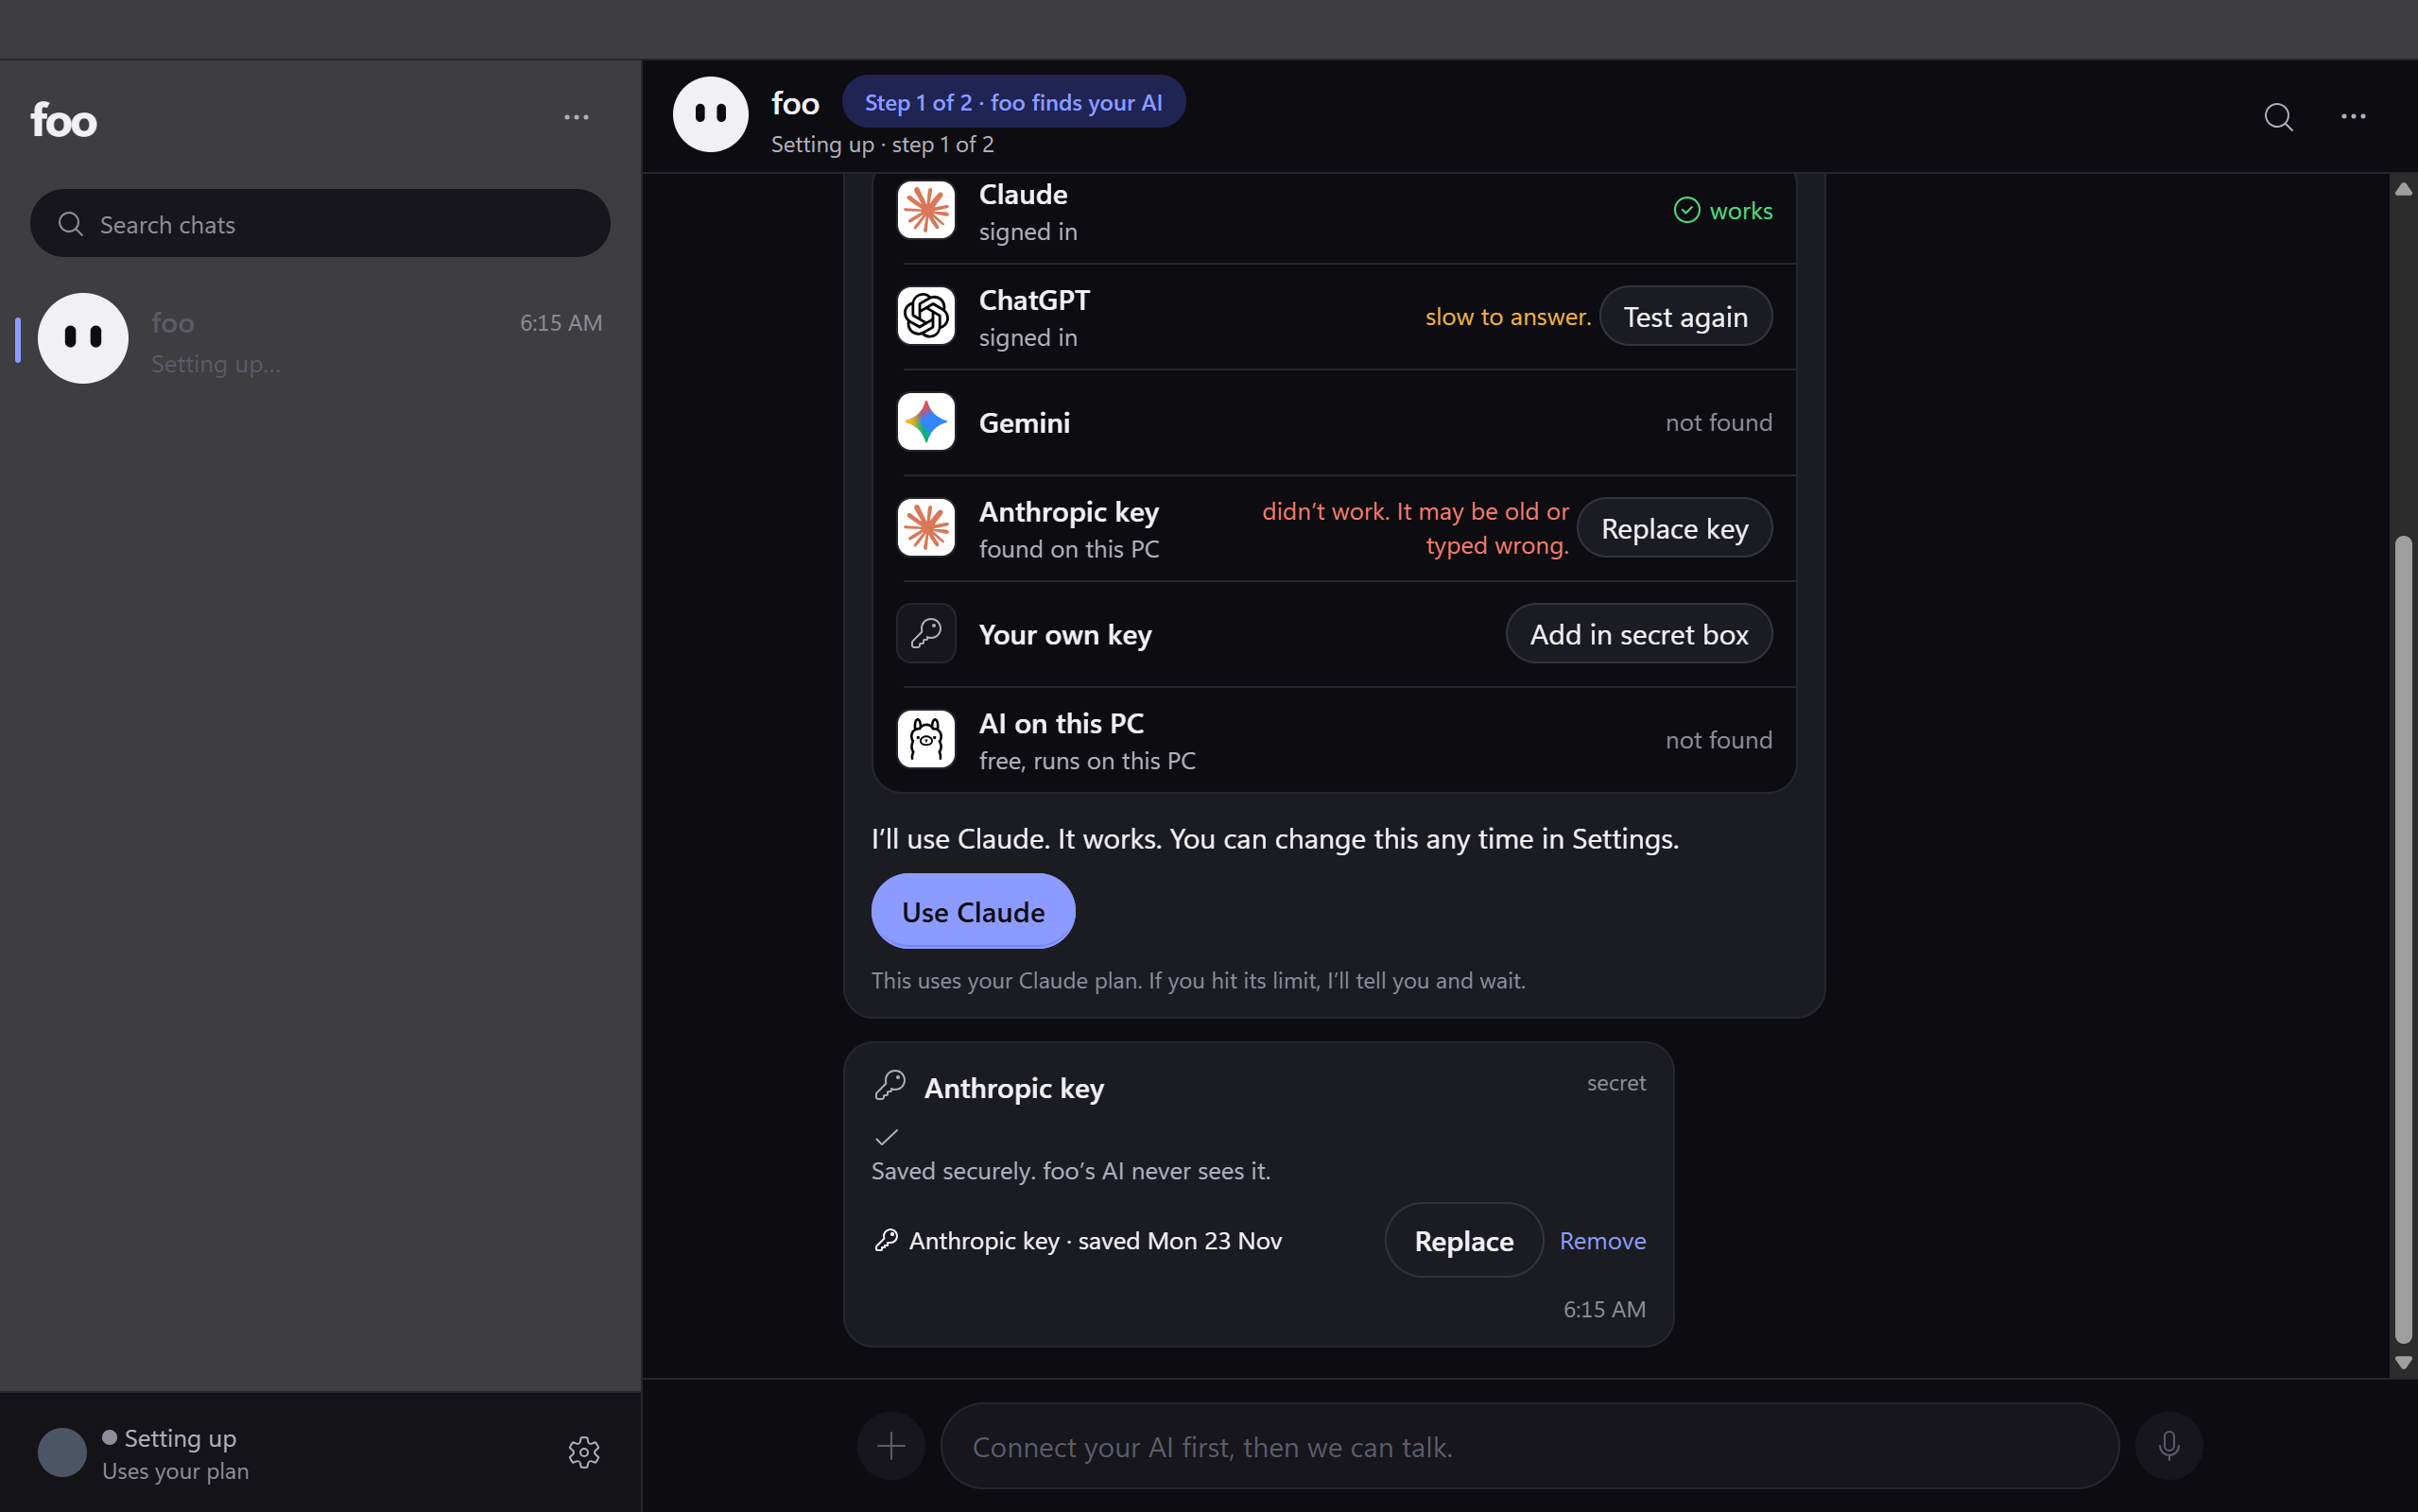 foo
Search chats
foo
6:15 AM
Setting up...
Setting up
Uses your plan
foo
Step 1 of 2 · foo finds your AI
Setting up · step 1 of 2
Claude
signed in
works
ChatGPT
signed in
slow to answer.
Test again
Gemini
not found
Anthropic key
found on this PC
didn’t work. It may be old or
typed wrong.
Replace key
Your own key
Add in secret box
AI on this PC
free, runs on this PC
not found
I’ll use Claude. It works. You can change this any time in Settings.
Use Claude
This uses your Claude plan. If you hit its limit, I’ll tell you and wait.
Anthropic key
secret
Saved securely. foo’s AI never sees it.
Anthropic key · saved Mon 23 Nov
Replace
Remove
6:15 AM
Connect your AI first, then we can talk.